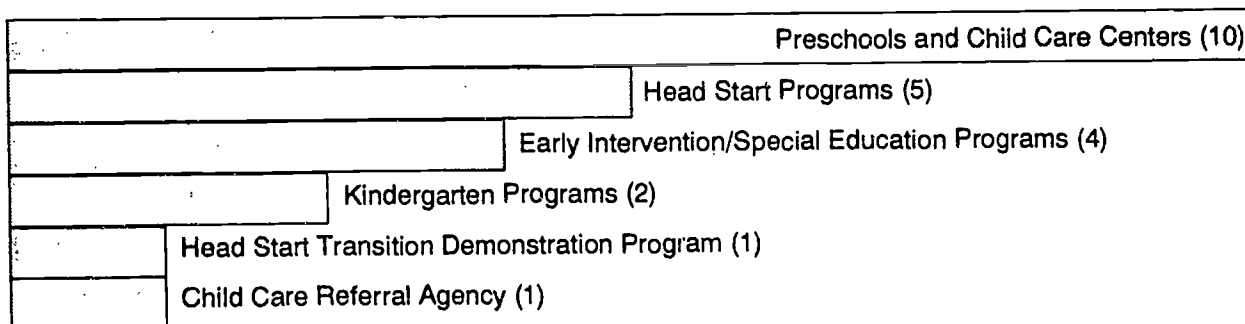 Preschools and Child Care Centers (10)
Head Start Programs (5)
Early Intervention/Special Education Programs (4)
Kindergarten Programs (2)
Head Start Transition Demonstration Program (1)
Child Care Referral Agency (1)